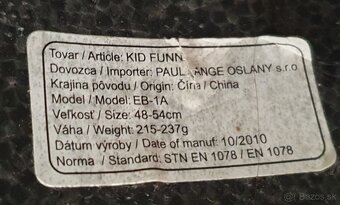 Tovar / Article: KID FUNN
Dovozca / Importer: PAUL LANGE OSLANY s.r.o
Krajina pôvodu / Origin: Čína / China
Model / Model: EB-1A
Veľkosť / Size: 48-54cm
Váha / Weight: 215-237g
Dátum výroby / Date of manuf: 10/2010
Norma / Standard: STN EN 1078 / EN 1078
Bazos.sk